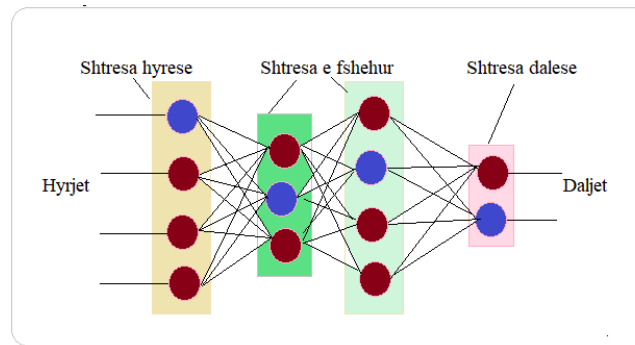 Shtresa hyrese
Shtresa e fshehur
Shtresa dalese
Hyrjet
Daljet